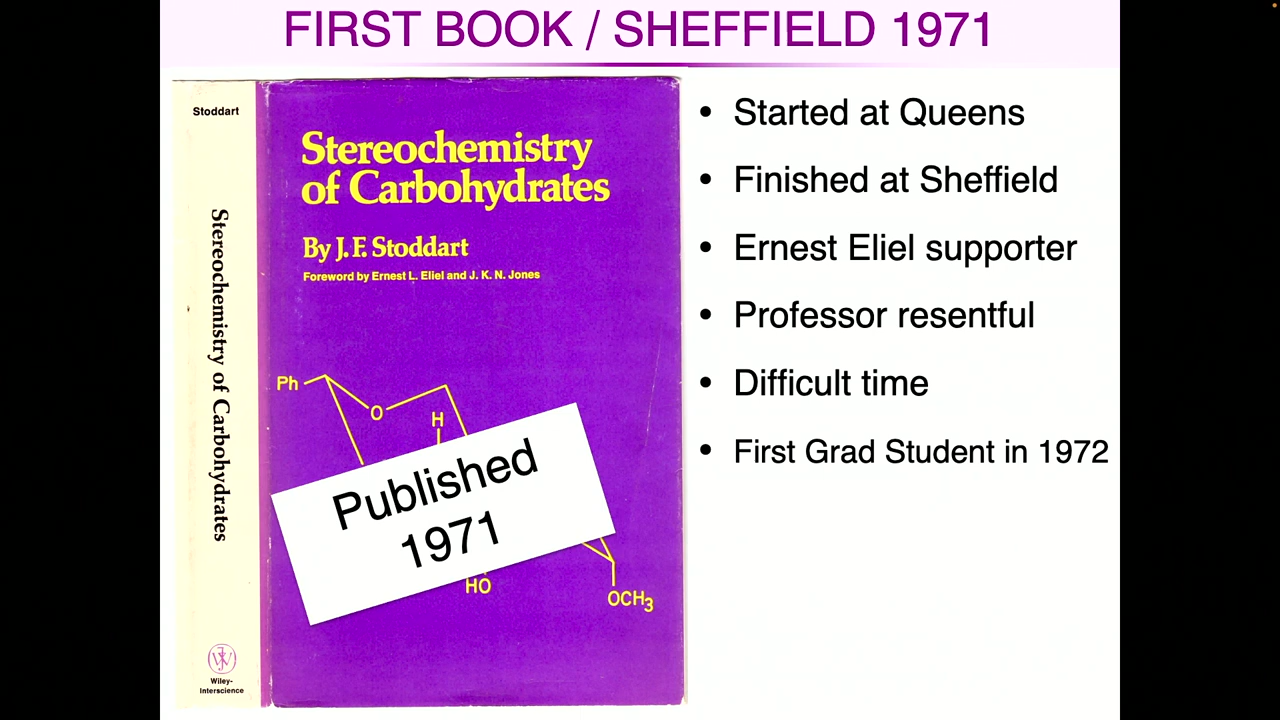 FIRST BOOK / SHEFFIELD 1971
Stoddart
Stereochemistry of Carbohydrates
Wiley-
Interscience
Stereochemistry
of Carbohydrates
By J. F. Stoddart
Foreword by Ernest L. Eliel and J. K. N. Jones
Ph
O
H
HO
OCH3
Published
1971
• Started at Queens
• Finished at Sheffield
• Ernest Eliel supporter
• Professor resentful
• Difficult time
• First Grad Student in 1972